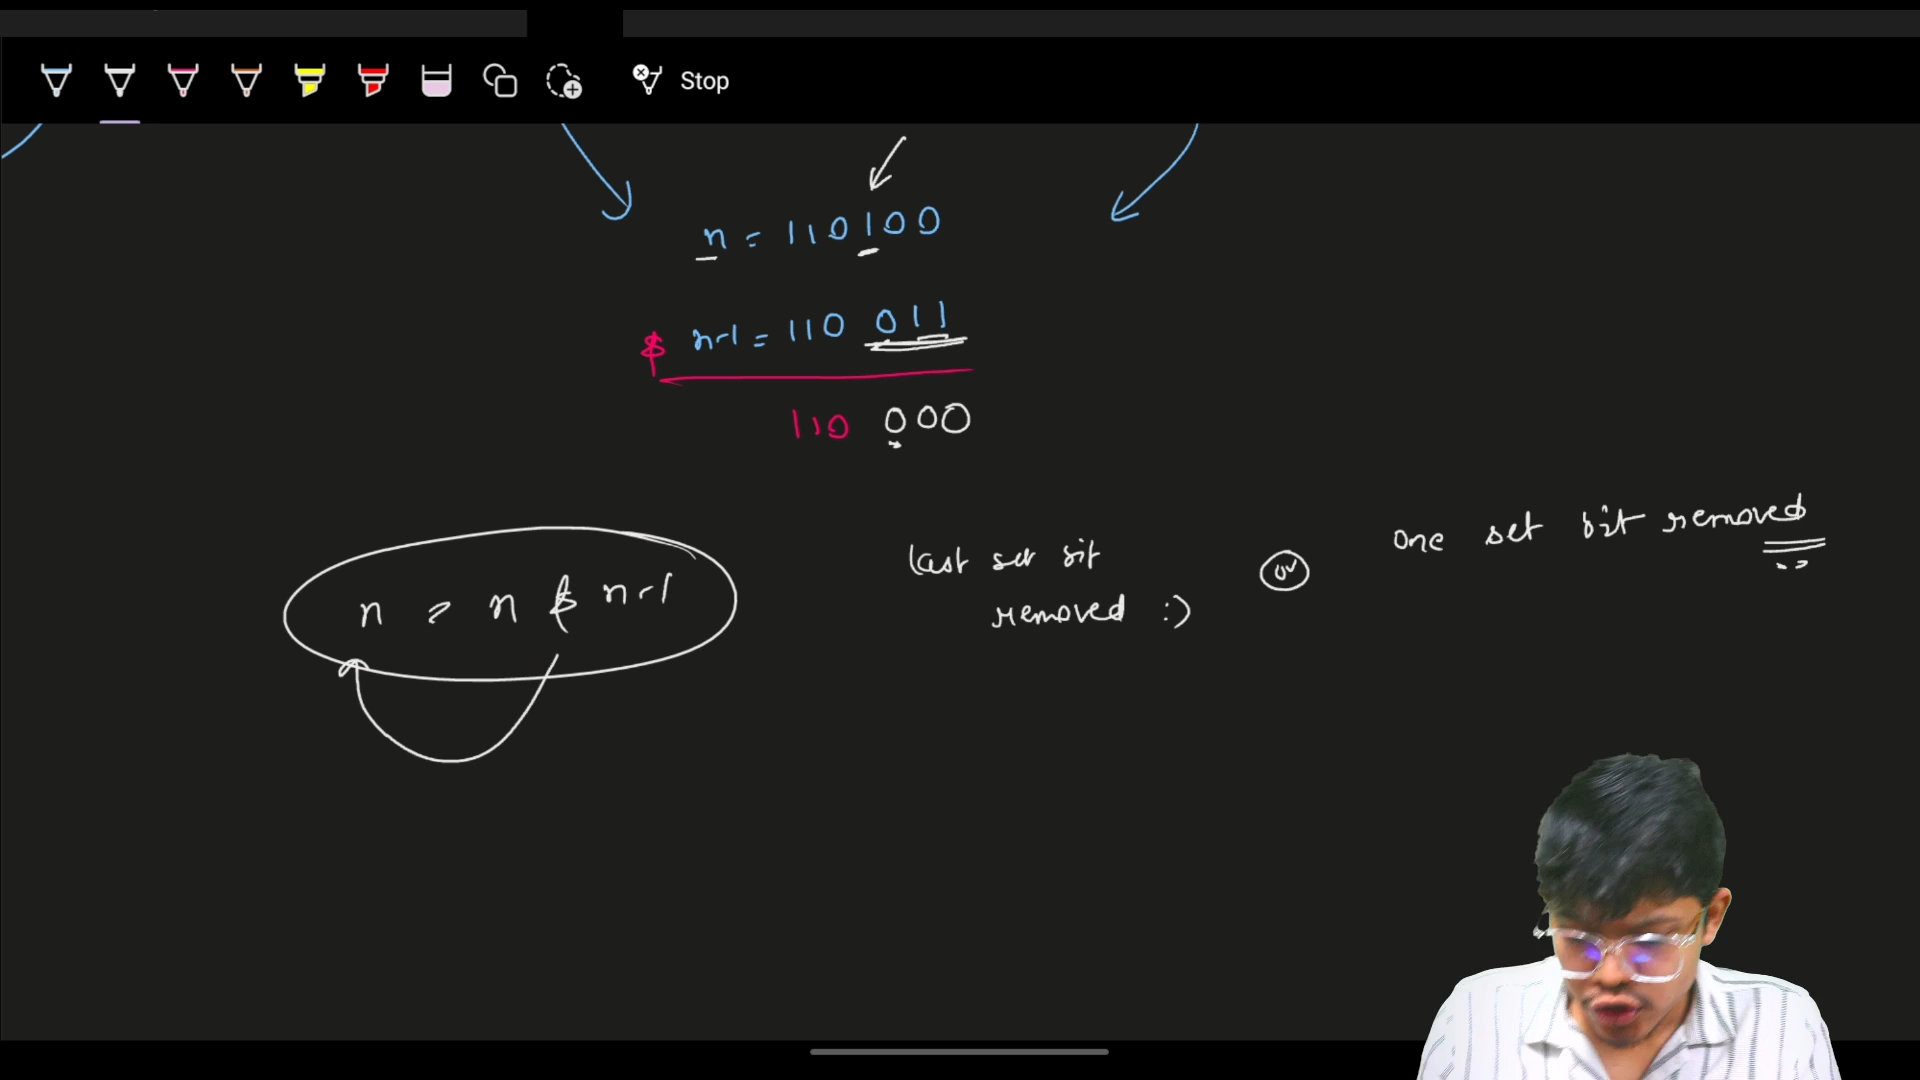 Stop
n = 110100
& n-1 = 110 011
110 000
n = n & n-1
last set bit
removed :)
or
one set bit removed